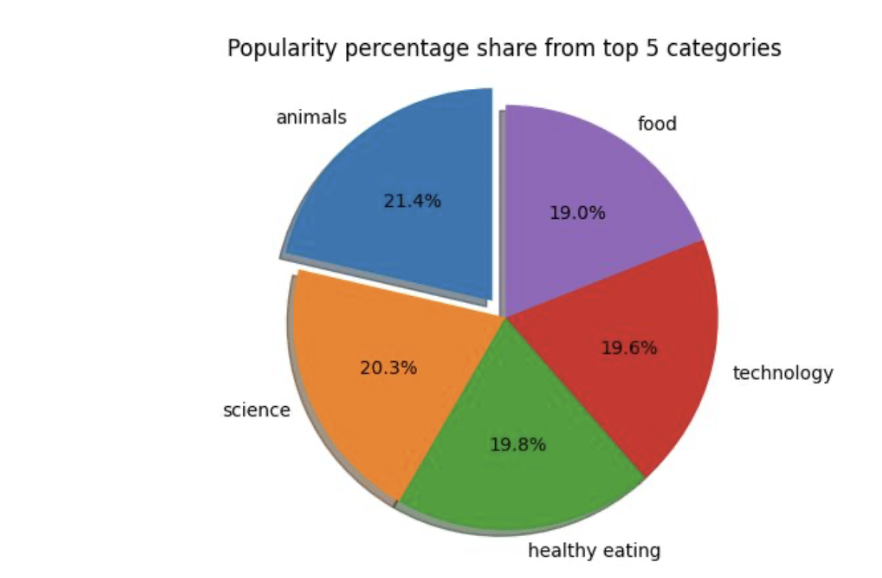 Popularity percentage share from top 5 categories
animals
food
21.4%
19.0%
19.6%
20.3%
technology
science
19.8%
healthy eating